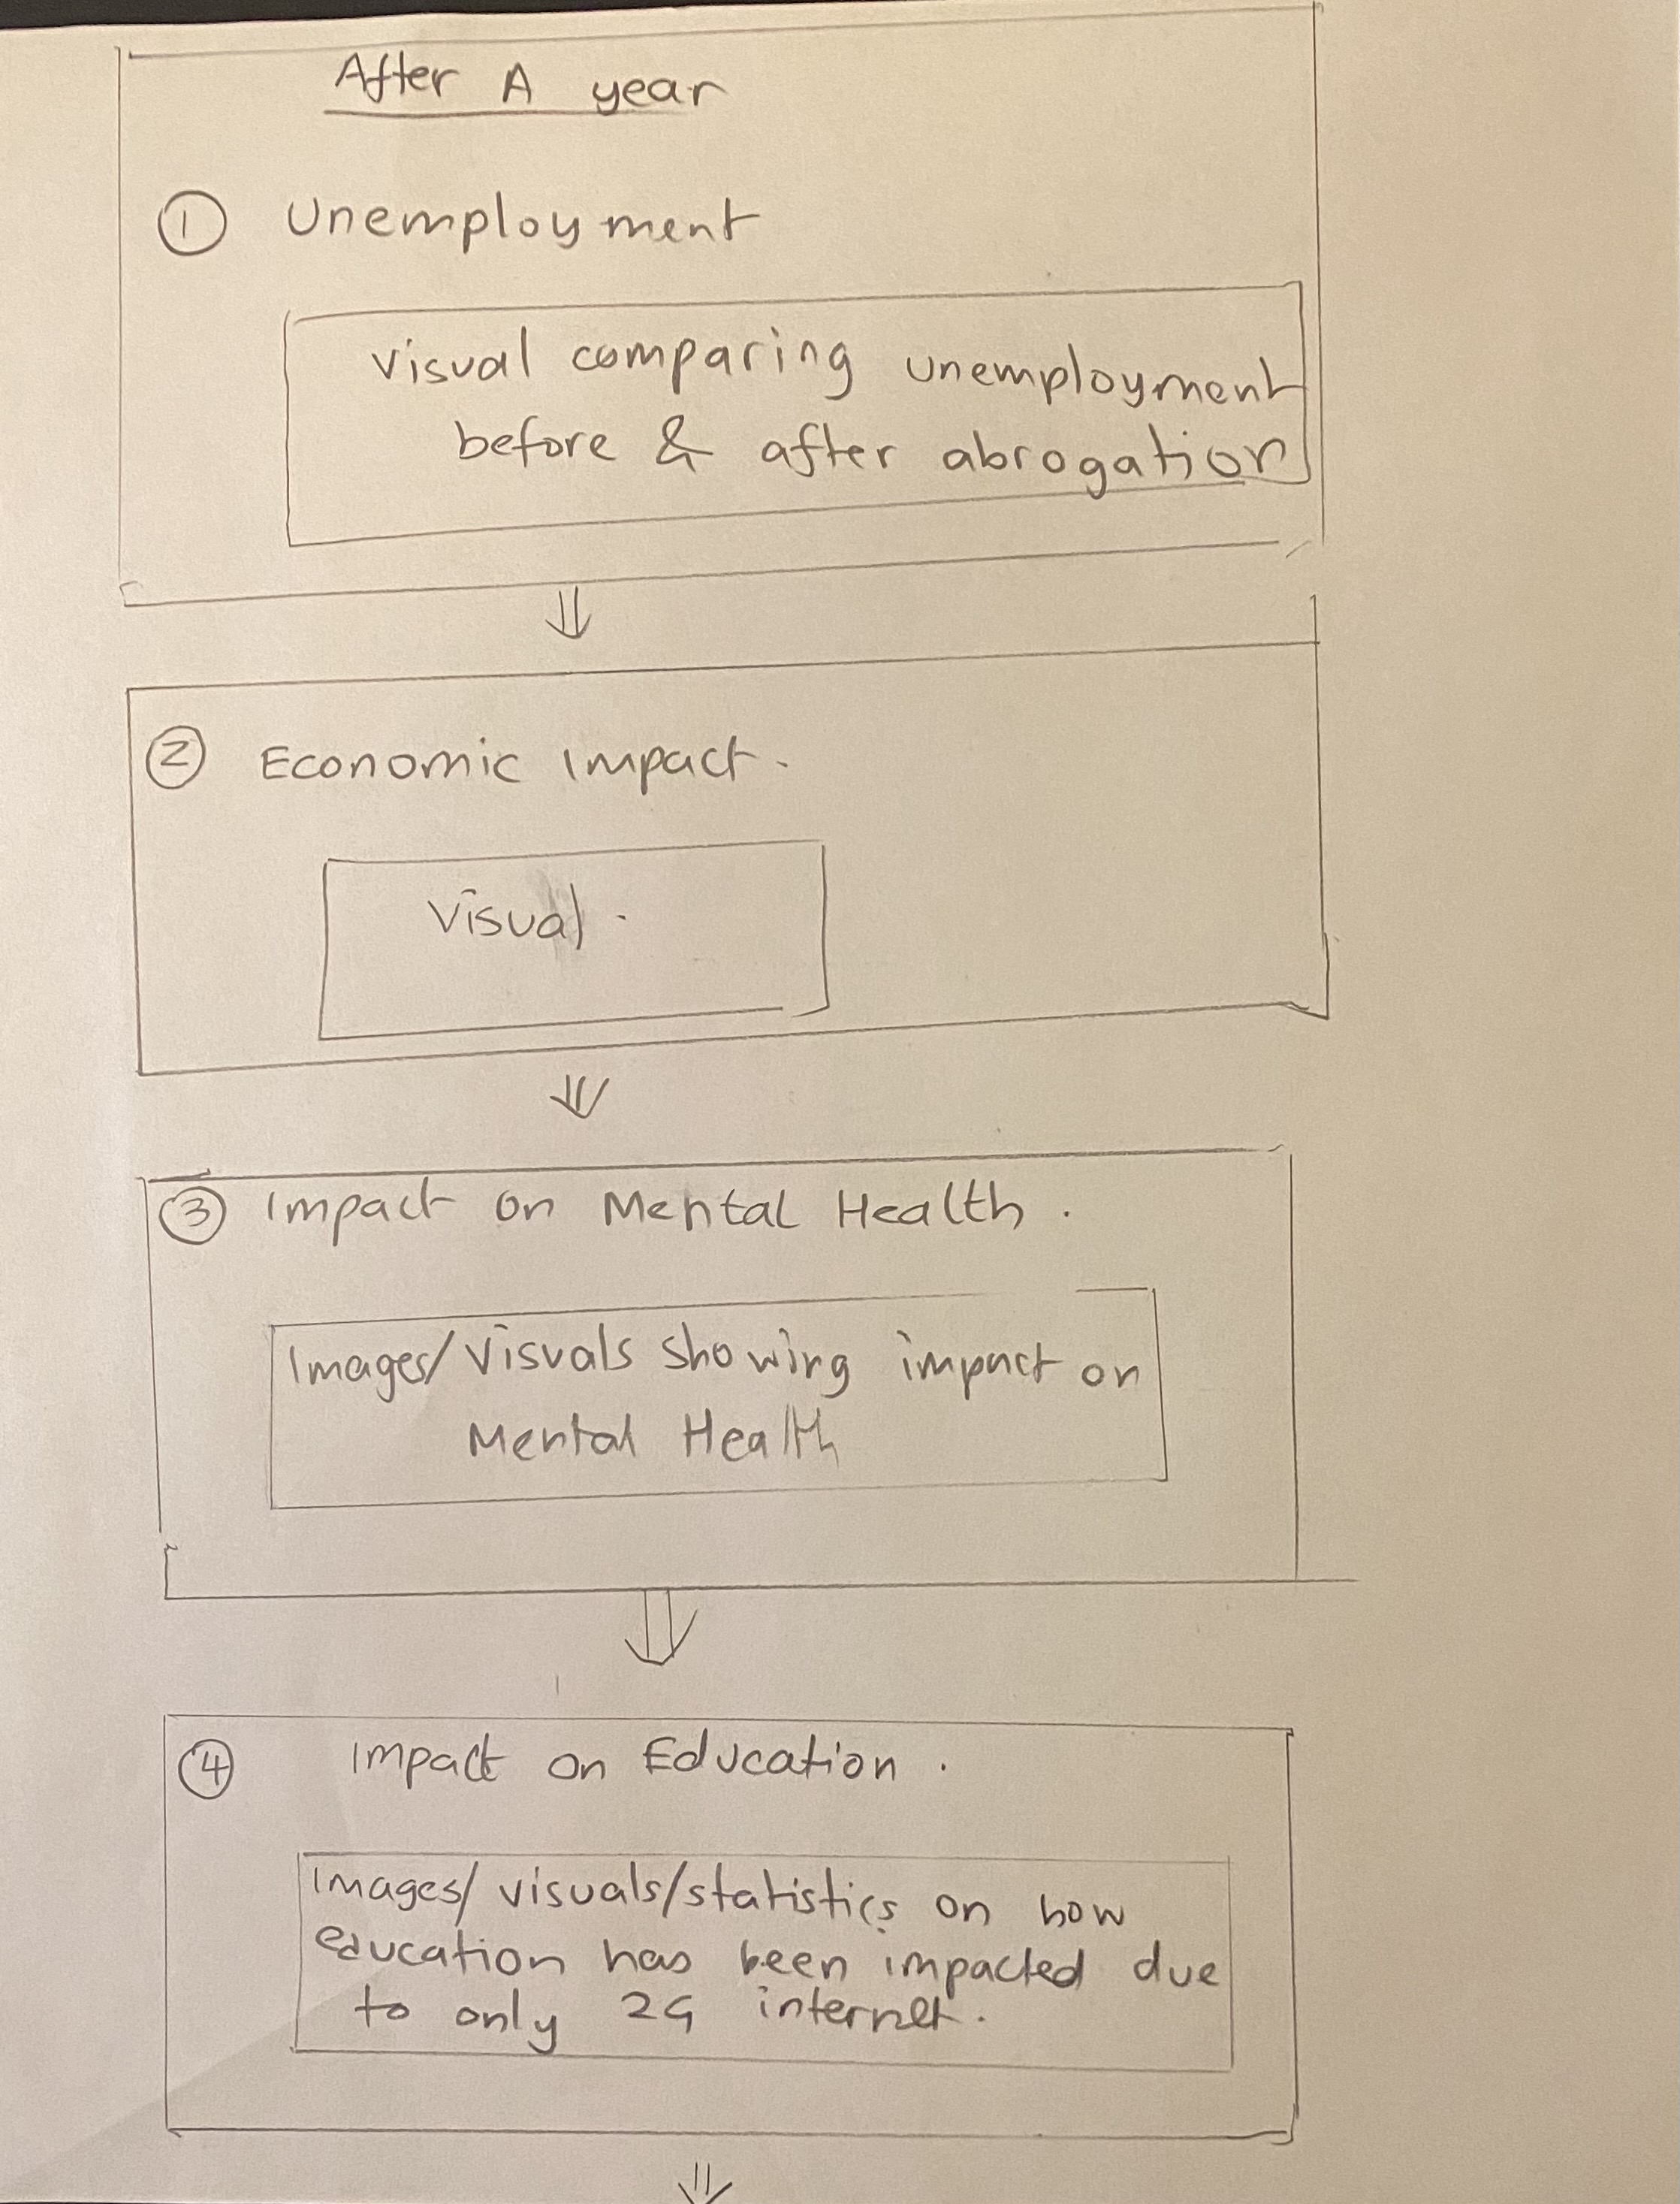 After A year
① Unemployment
Visual comparing unemployment
before & after abrogation
② Economic Impact.
Visual.
③ Impact on Mental Health.
Images/Visuals showing impact on
Mental Health
④ Impact on Education.
Images/visuals/statistics on how
education has been impacted due
to only 2G internet.